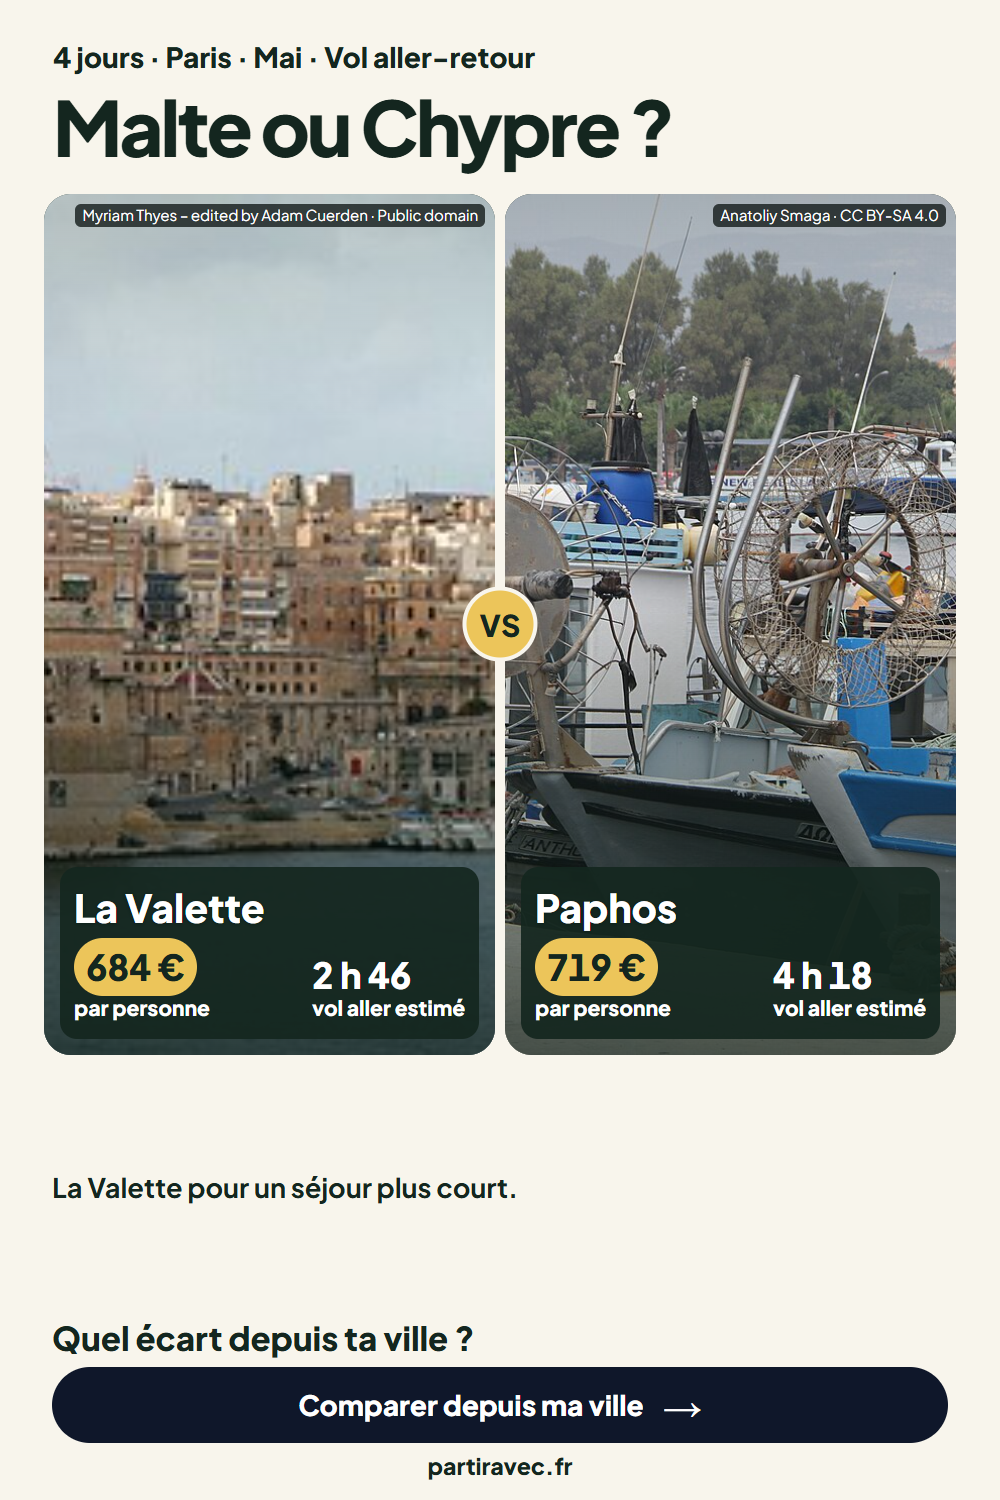 4 jours · Paris · Mai · Vol aller-retour
Malte ou Chypre ?
Myriam Thyes - edited by Adam Cuerden · Public domain
Anatoliy Smaga · CC BY-SA 4.0
NEW
VS
ΔΩ
ANTH
La Valette
684 €
par personne
2 h 46
vol aller estimé
Paphos
719 €
par personne
4 h 18
vol aller estimé
La Valette pour un séjour plus court.
Quel écart depuis ta ville ?
Comparer depuis ma ville →
partiravec.fr